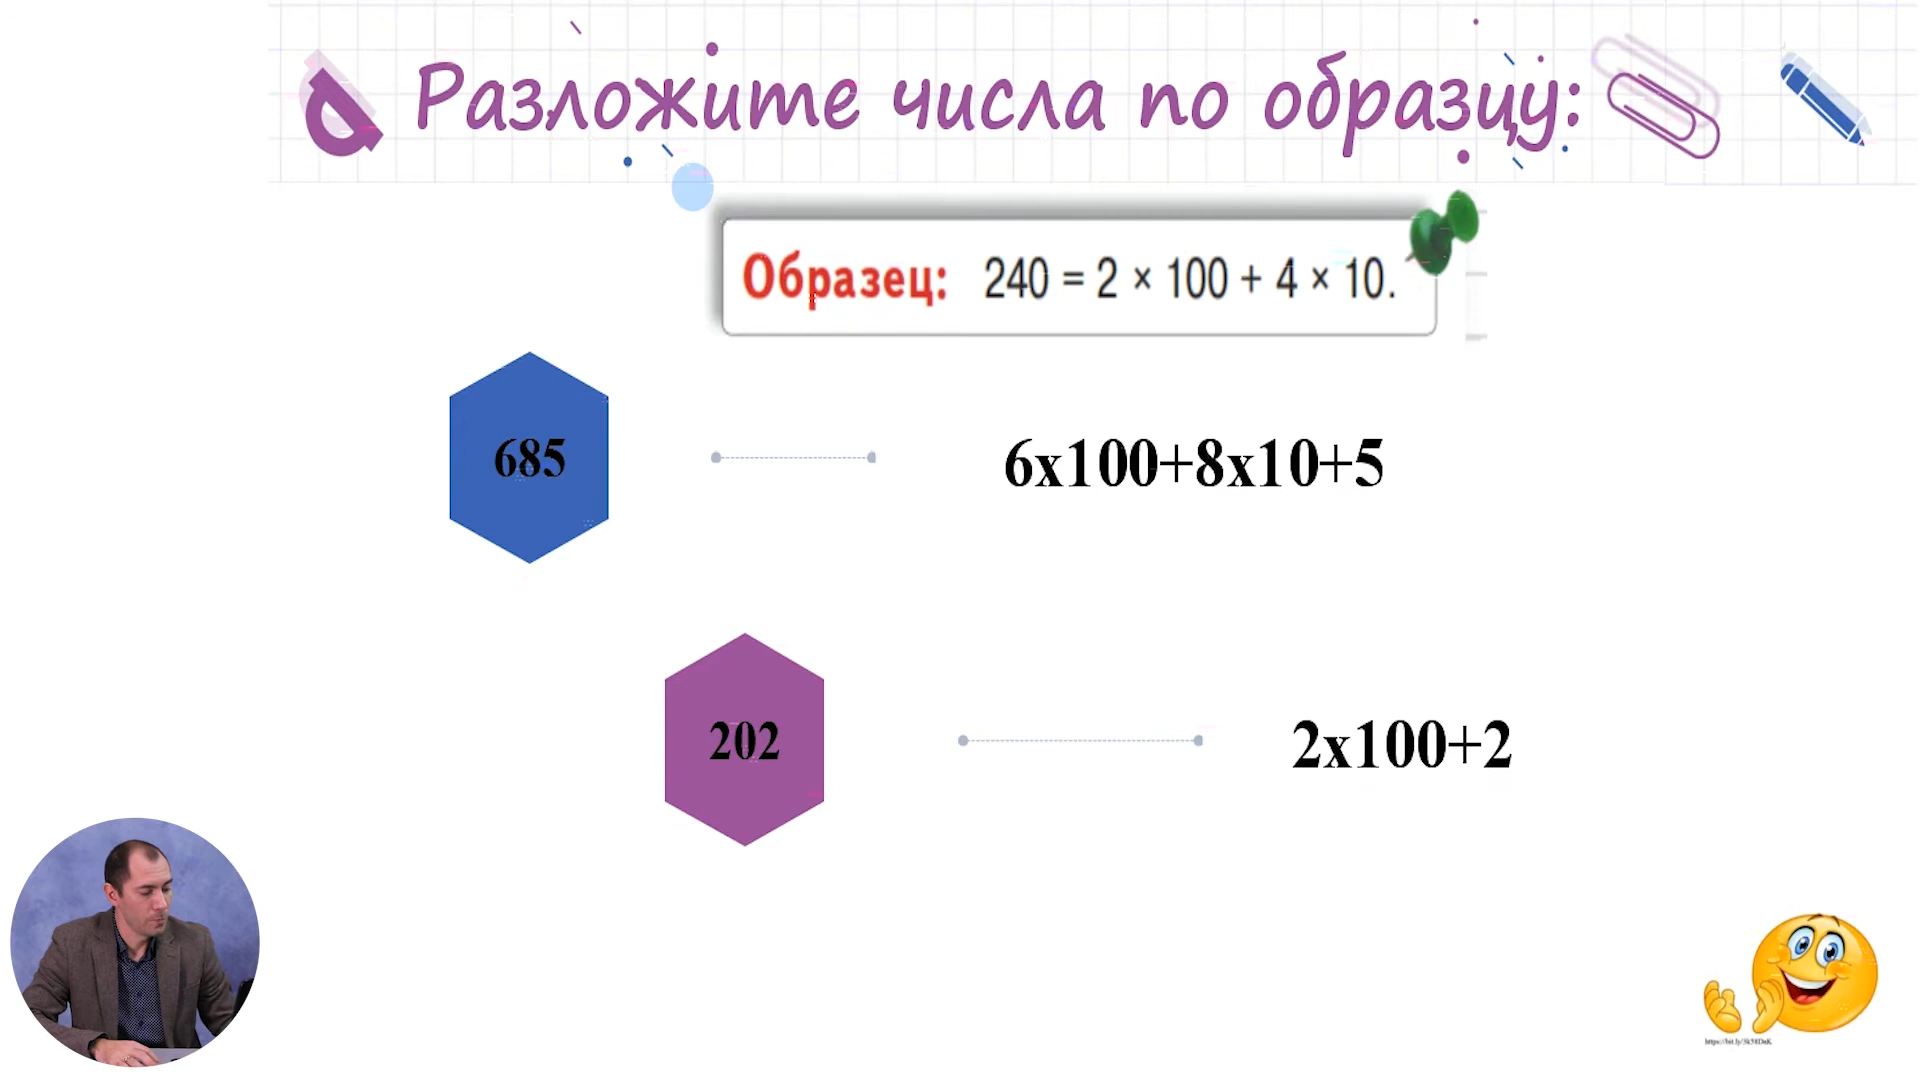 Разложите числа по образцу:
Образец: 240 = 2 × 100 + 4 × 10.
685
6x100+8x10+5
202
2x100+2